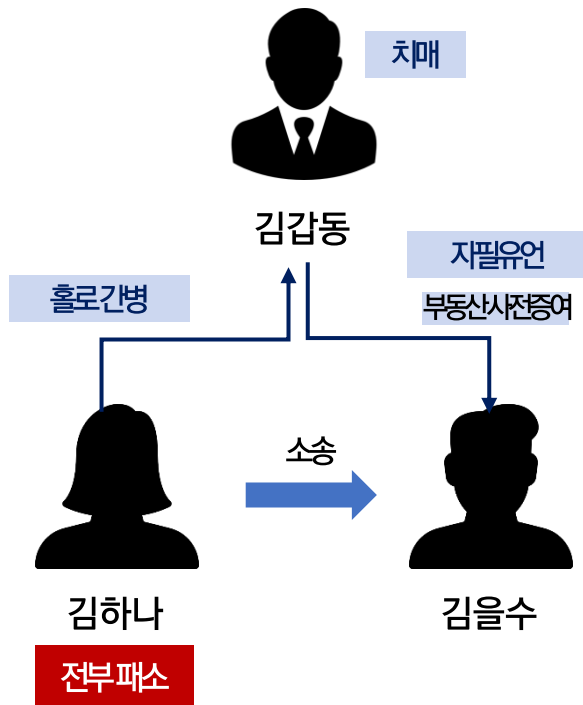 치매
김갑동
자필유언
부동산 사전증여
홀로 간병
소송
김하나
김을수
전부 패소